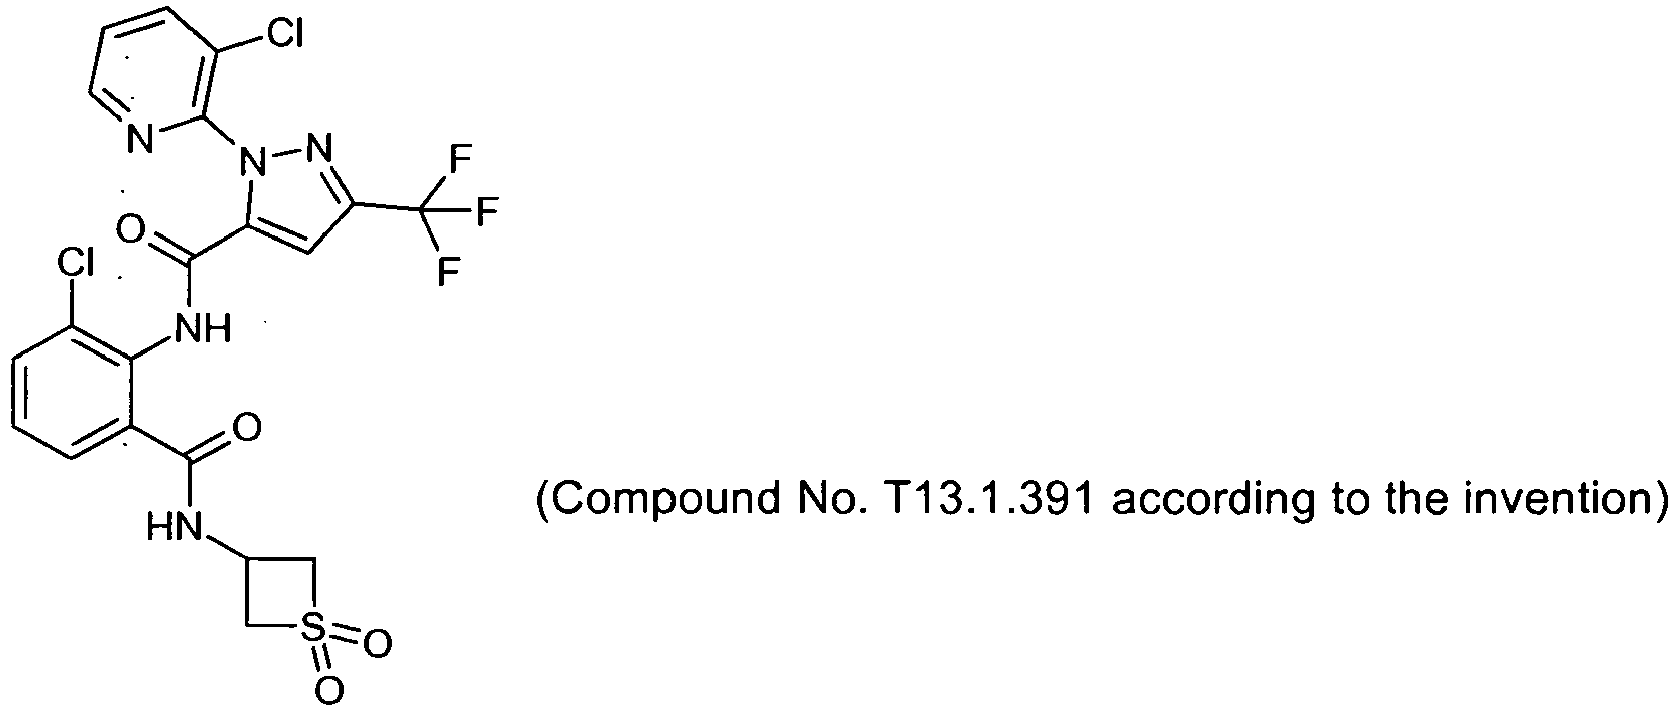 Cl
N
N
N
F
F
F
O
Cl
NH
O
HN
(Compound No. T13.1.391 according to the invention)
S
O
O